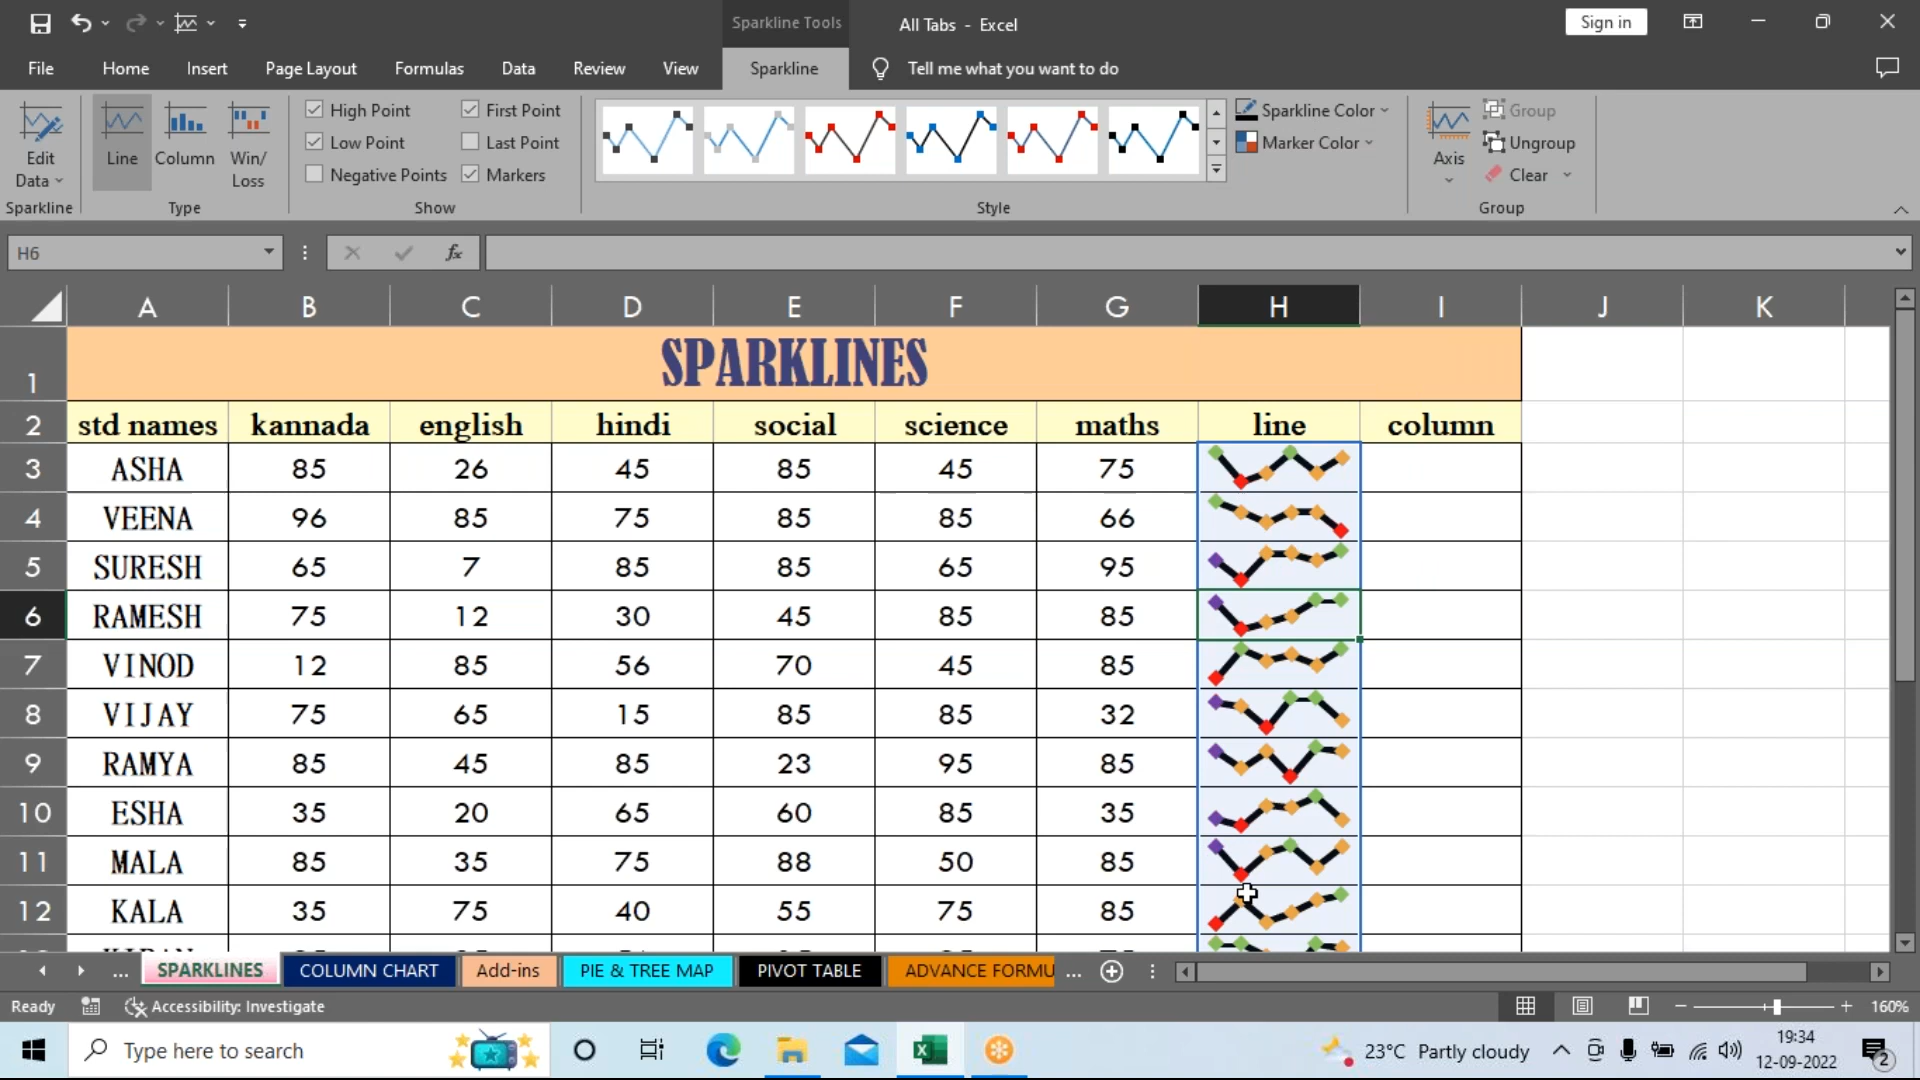 Sparkline Tools
All Tabs - Excel
Sign in
File Home Insert Page Layout Formulas Data Review View Sparkline Tell me what you want to do
Edit Data
Line
Column
Win/ Loss
High Point
Low Point
Negative Points
First Point
Last Point
Markers
Sparkline Color
Marker Color
Axis
Group
Ungroup
Clear
Sparkline Type Show Style Group
H6
fx
A B C D E F G H I J K
1 SPARKLINES
2 std names kannada english hindi social science maths line column
3 ASHA 85 26 45 85 45 75
4 VEENA 96 85 75 85 85 66
5 SURESH 65 7 85 85 65 95
6 RAMESH 75 12 30 45 85 85
7 VINOD 12 85 56 70 45 85
8 VIJAY 75 65 15 85 85 32
9 RAMYA 85 45 85 23 95 85
10 ESHA 35 20 65 60 85 35
11 MALA 85 35 75 88 50 85
12 KALA 35 75 40 55 75 85
... SPARKLINES COLUMN CHART Add-ins PIE & TREE MAP PIVOT TABLE ADVANCE FORMU ...
Ready Accessibility: Investigate 160%
Type here to search
23°C Partly cloudy
19:34
12-09-2022
2